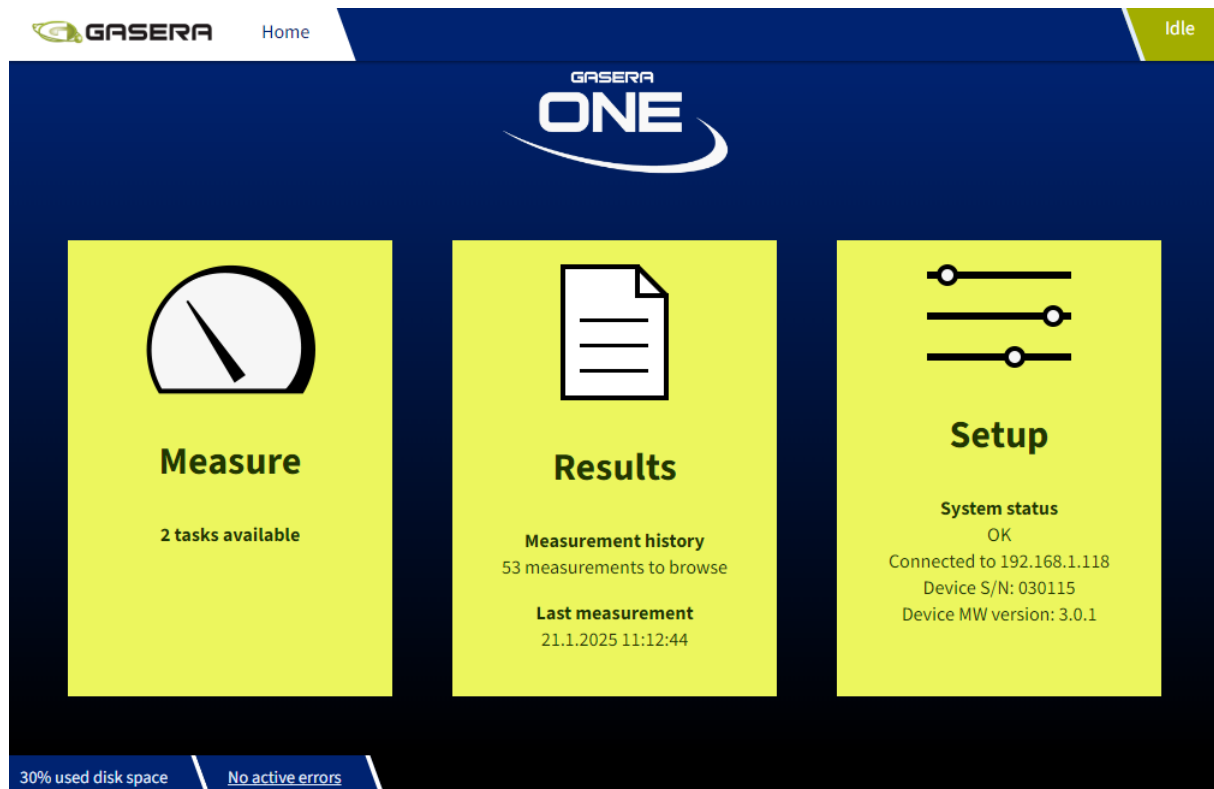 GASERA
Home
Idle
GASERA
ONE
Measure
2 tasks available
Results
Measurement history
53 measurements to browse
Last measurement
21.1.2025 11:12:44
Setup
System status
OK
Connected to 192.168.1.118
Device S/N: 030115
Device MW version: 3.0.1
30% used disk space
No active errors